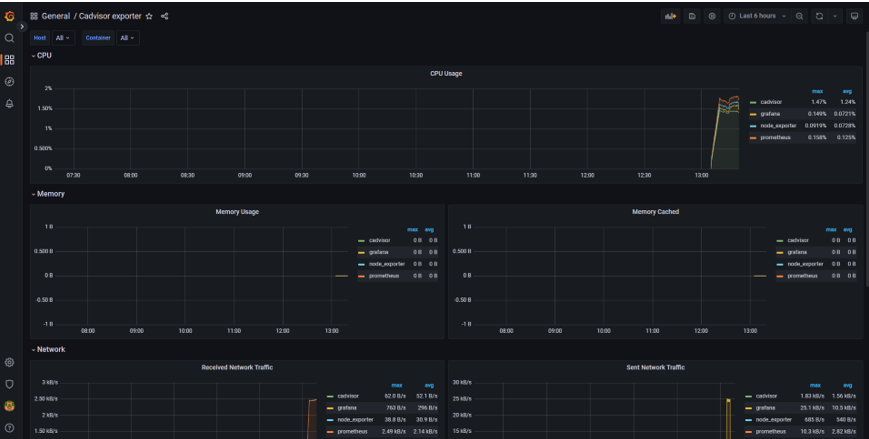 General / Cadvisor exporter
Last 6 hours
Host All Container All
CPU
CPU Usage
2%
1.50%
1%
0.500%
0%
07:30 08:00 08:30 09:00 09:30 10:00 10:30 11:00 11:30 12:00 12:30 13:00
max avg
cadvisor 1.47% 1.24%
grafana 0.149% 0.0721%
node_exporter 0.0919% 0.0728%
prometheus 0.158% 0.125%
Memory
Memory Usage
1 B
0.500 B
0 B
-0.50 B
-1 B
08:00 09:00 10:00 11:00 12:00 13:00
max avg
cadvisor 0 B 0 B
grafana 0 B 0 B
node_exporter 0 B 0 B
prometheus 0 B 0 B
Memory Cached
1 B
0.500 B
0 B
-0.50 B
-1 B
08:00 09:00 10:00 11:00 12:00 13:00
max avg
cadvisor 0 B 0 B
grafana 0 B 0 B
node_exporter 0 B 0 B
prometheus 0 B 0 B
Network
Received Network Traffic
3 kB/s
2.50 kB/s
2 kB/s
1.50 kB/s
max avg
cadvisor 62.0 B/s 52.1 B/s
grafana 763 B/s 296 B/s
node_exporter 38.8 B/s 38.9 B/s
prometheus 2.49 kB/s 2.14 kB/s
Sent Network Traffic
30 kB/s
25 kB/s
20 kB/s
15 kB/s
max avg
cadvisor 1.83 kB/s 1.56 kB/s
grafana 25.1 kB/s 10.5 kB/s
node_exporter 685 B/s 540 B/s
prometheus 10.3 kB/s 2.82 kB/s